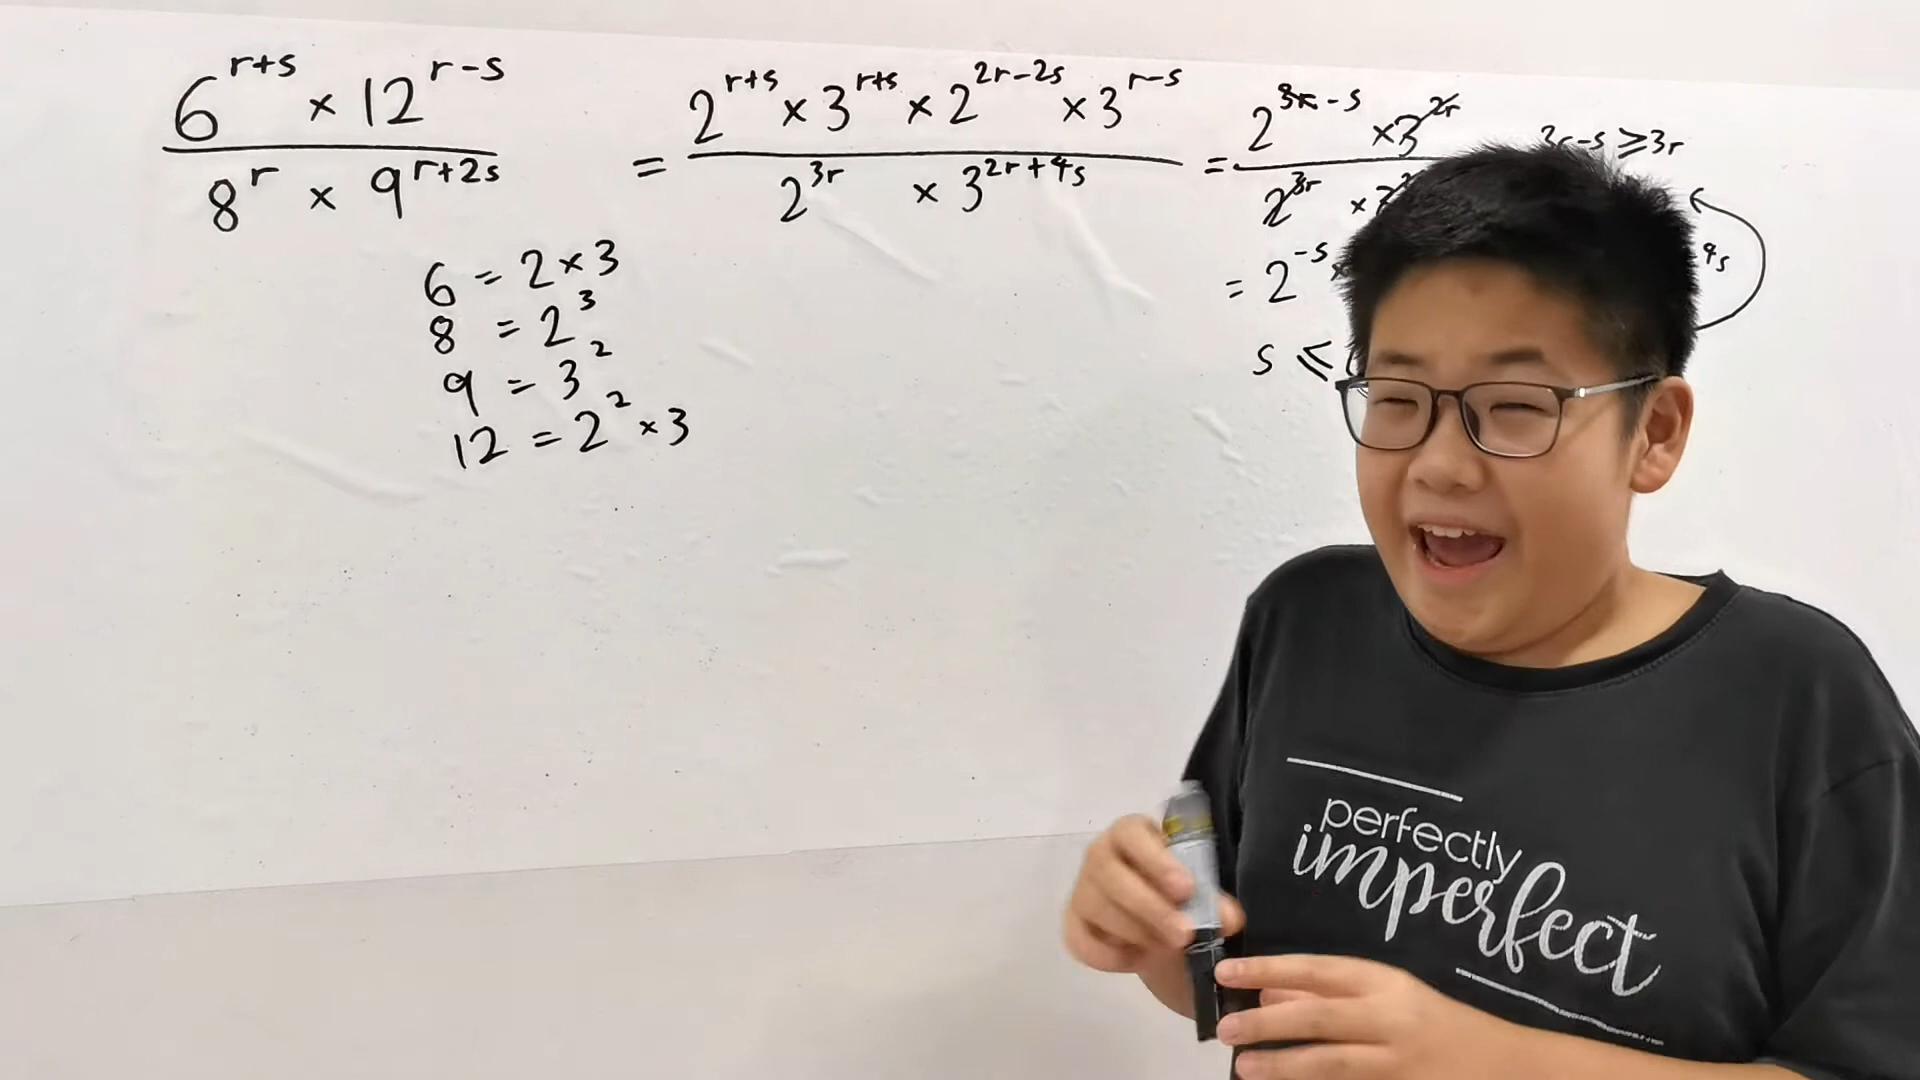 6^{r+s} × 12^{r-s} / 8^r × 9^{r+2s} = 2^{r+s} × 3^{r+s} × 2^{2r-2s} × 3^{r-s} / 2^{3r} × 3^{2r+4s} = 2^{3r-s} × 3^{2r} / 2^{3r} ×
3r-s ≥ 3r
= 2^{-s}
4s
s ≤
6 = 2 × 3
8 = 2^3
9 = 3^2
12 = 2^2 × 3
perfectly
imperfect